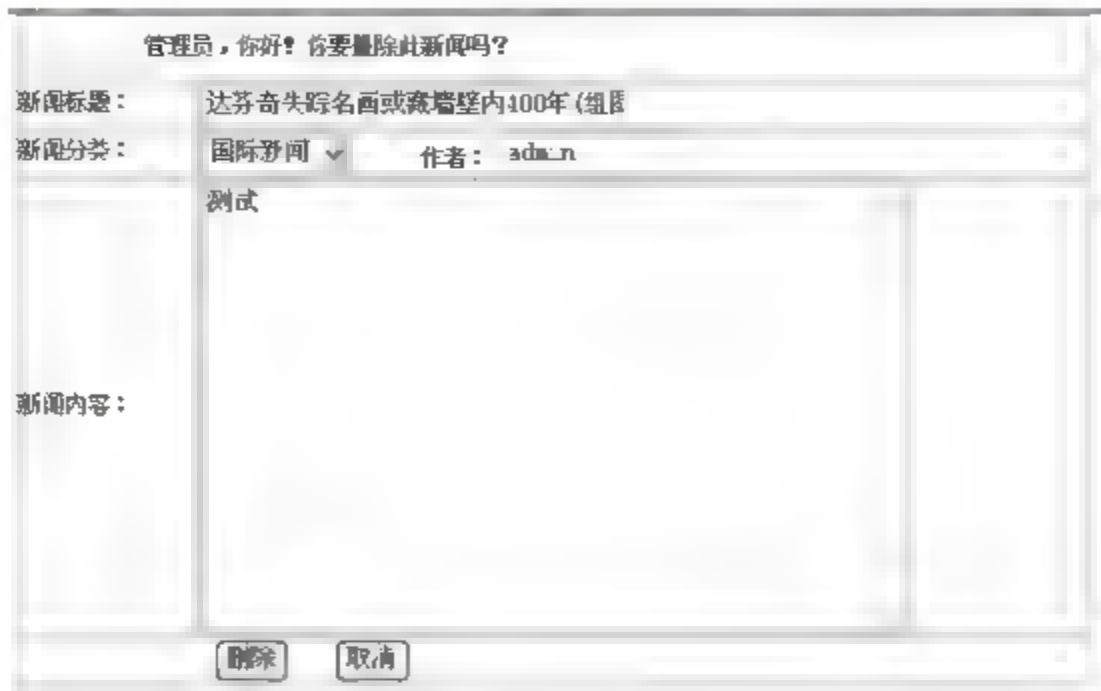 管理员，你好！你要删除此新闻吗？
新闻标题： 达芬奇失踪名画或藏墙壁内400年(组图
新闻分类： 国际新闻 作者： admin
测试
新闻内容：
删除 取消